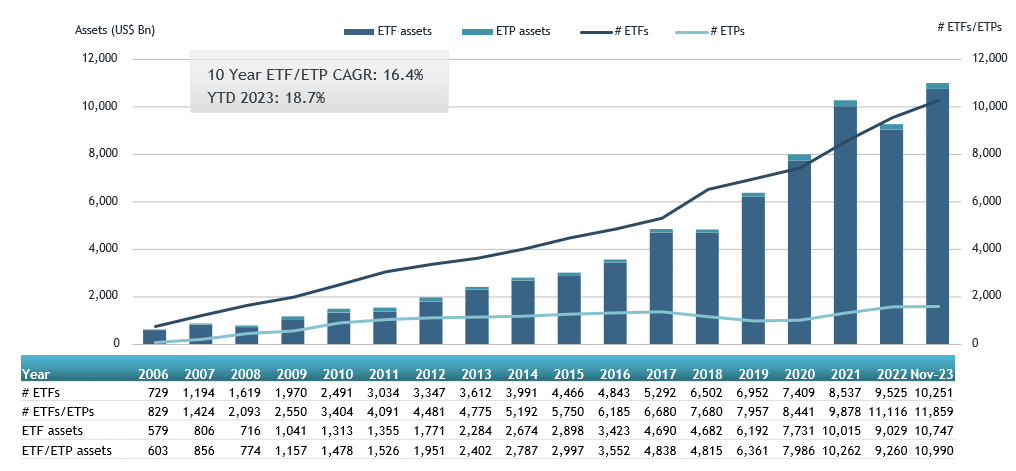 Assets (US$ Bn)
ETF assets
ETP assets
# ETFs
# ETPs
# ETFs/ETPs
10 Year ETF/ETP CAGR: 16.4%
YTD 2023: 18.7%
12,000 12,000
10,000 10,000
8,000 8,000
6,000 6,000
4,000 4,000
2,000 2,000
0 0
Year 2006 2007 2008 2009 2010 2011 2012 2013 2014 2015 2016 2017 2018 2019 2020 2021 2022 Nov-23
# ETFs 729 1,194 1,619 1,970 2,491 3,034 3,347 3,612 3,991 4,466 4,843 5,292 6,502 6,952 7,409 8,537 9,525 10,251
# ETFs/ETPs 829 1,424 2,093 2,550 3,404 4,091 4,481 4,775 5,192 5,750 6,185 6,680 7,680 7,957 8,441 9,878 11,116 11,859
ETF assets 579 806 716 1,041 1,313 1,355 1,771 2,284 2,674 2,898 3,423 4,690 4,682 6,192 7,731 10,015 9,029 10,747
ETF/ETP assets 603 856 774 1,157 1,478 1,526 1,951 2,402 2,787 2,997 3,552 4,838 4,815 6,361 7,986 10,262 9,260 10,990